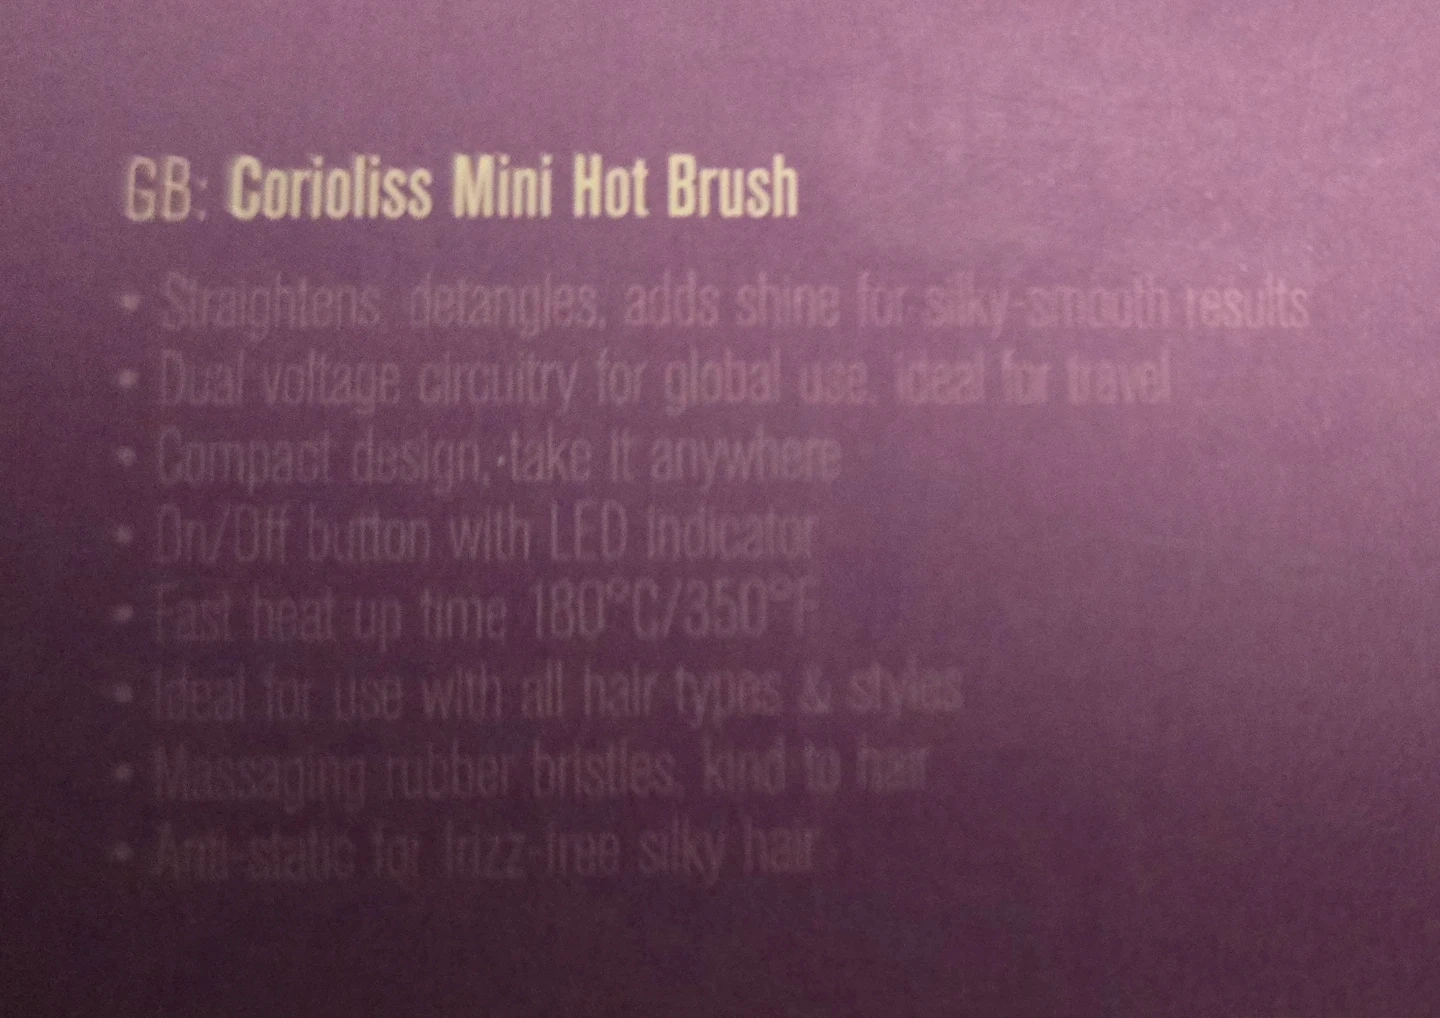 GB: Corioliss Mini Hot Brush
• Straightens, detangles, adds shine for silky-smooth results
• Dual voltage circuitry for global use, ideal for travel
• Compact design, take it anywhere
• On/Off button with LED indicator
• Fast heat up time 180°C/350°F
• Ideal for use with all hair types & styles
• Massaging rubber bristles, kind to hair
• Anti-static for frizz-free silky hair